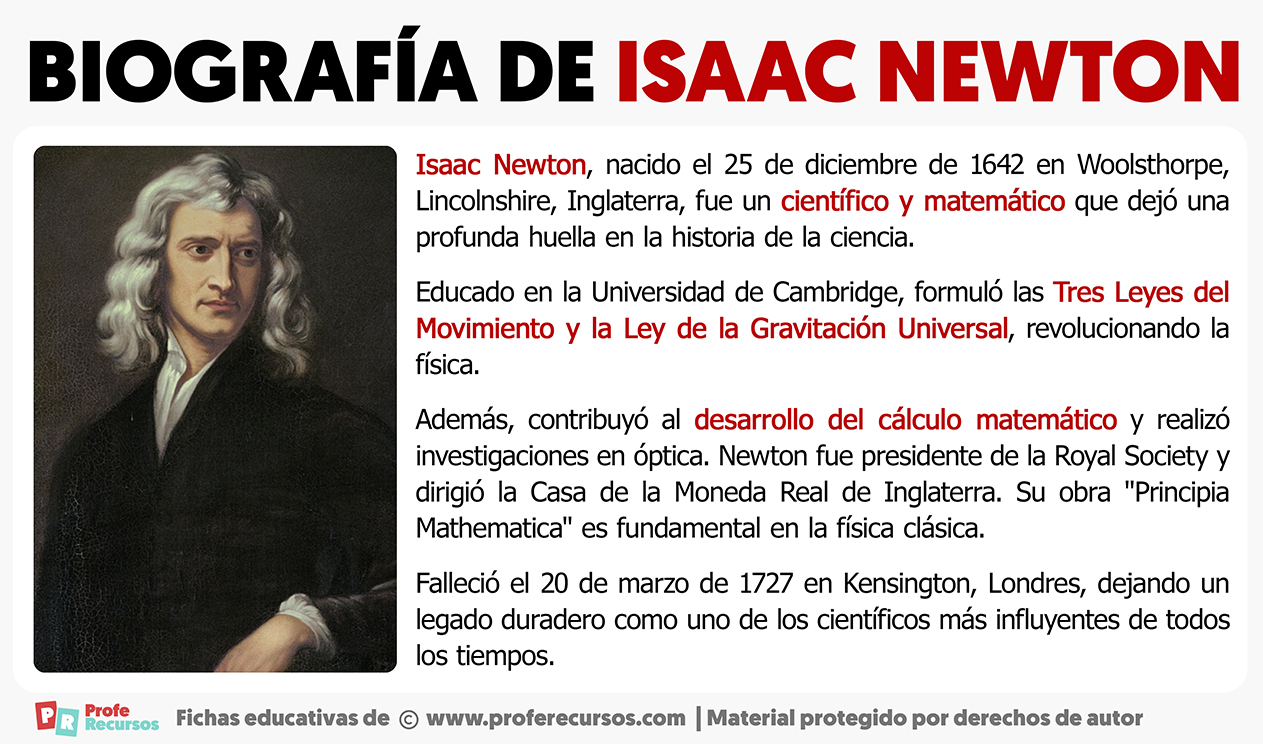 BIOGRAFÍA DE ISAAC NEWTON
Isaac Newton, nacido el 25 de diciembre de 1642 en Woolsthorpe,
Lincolnshire, Inglaterra, fue un científico y matemático que dejó una
profunda huella en la historia de la ciencia.
Educado en la Universidad de Cambridge, formuló las Tres Leyes del
Movimiento y la Ley de la Gravitación Universal, revolucionando la
física.
Además, contribuyó al desarrollo del cálculo matemático y realizó
investigaciones en óptica. Newton fue presidente de la Royal Society y
dirigió la Casa de la Moneda Real de Inglaterra. Su obra "Principia
Mathematica" es fundamental en la física clásica.
Falleció el 20 de marzo de 1727 en Kensington, Londres, dejando un
legado duradero como uno de los científicos más influyentes de todos
los tiempos.
PR Profe
Recursos
Fichas educativas de © www.proferecursos.com | Material protegido por derechos de autor